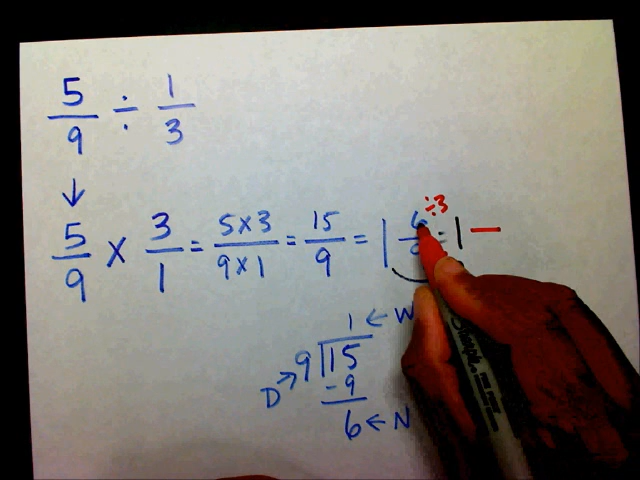 5/9 ÷ 1/3
↓
5/9 × 3/1 = 5×3/9×1 = 15/9 = 1 6÷3/ = 1 —
1 ← W
9 15
D → - 9
6 ← N
Sharpie